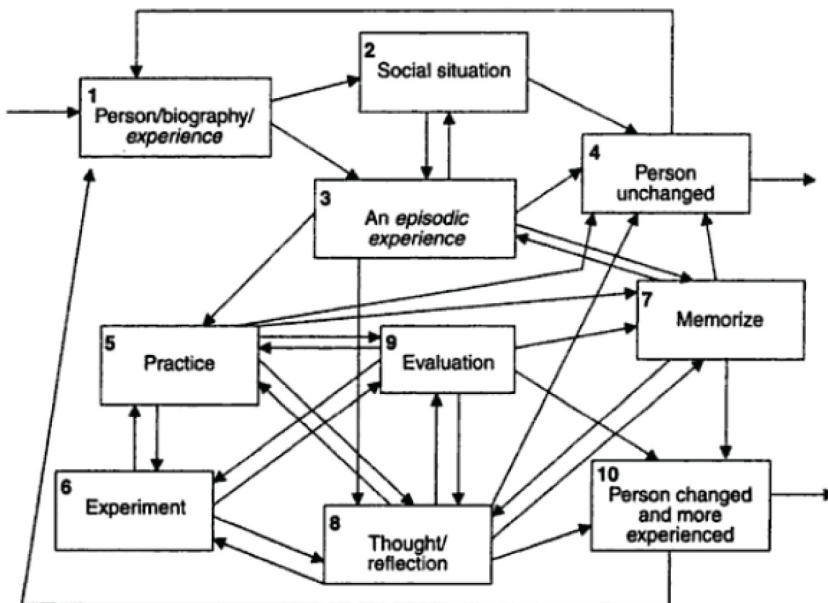 1
Person/biography/
experience
2
Social situation
3
An episodic
experience
4
Person
unchanged
5
Practice
6
Experiment
7
Memorize
8
Thought/
reflection
9
Evaluation
10
Person changed
and more
experienced